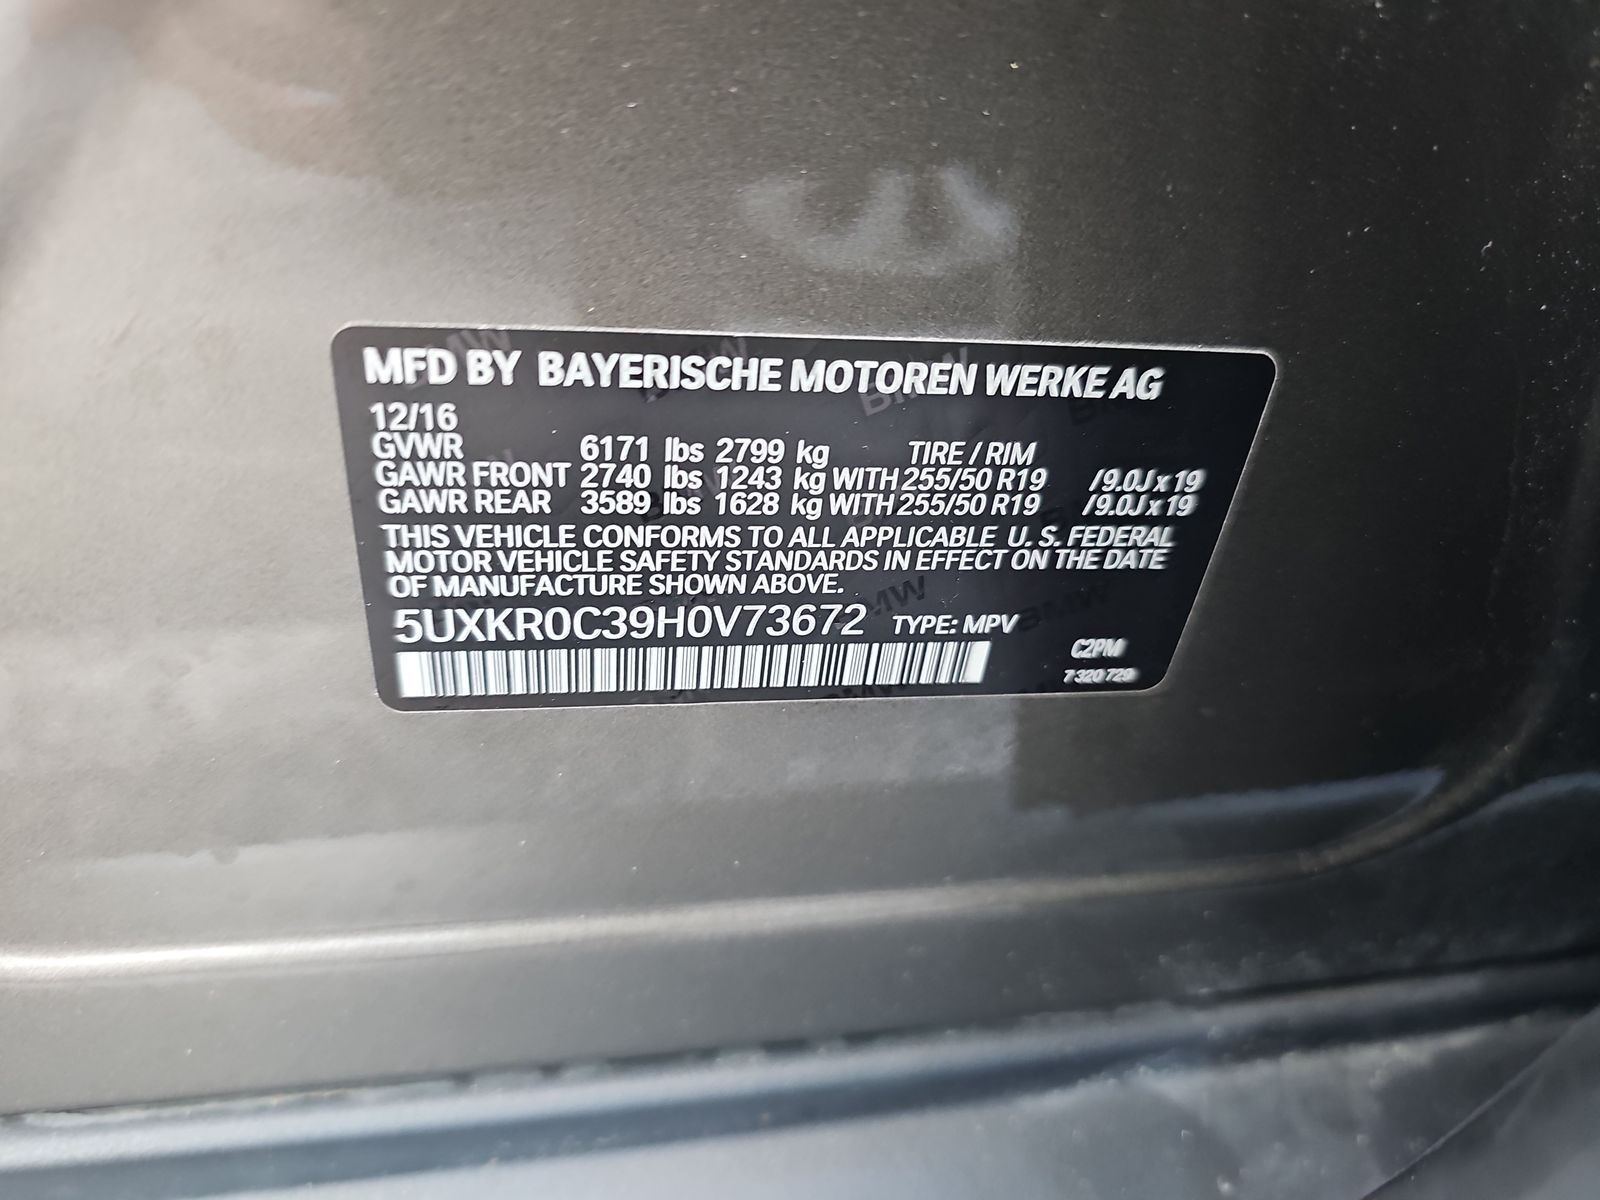 MFD BY BAYERISCHE MOTOREN WERKE AG
12/16
GVWR 6171 lbs 2799 kg TIRE / RIM
GAWR FRONT 2740 lbs 1243 kg WITH 255/50 R19 /9.0J x 19
GAWR REAR 3589 lbs 1628 kg WITH 255/50 R19 /9.0J x 19
THIS VEHICLE CONFORMS TO ALL APPLICABLE U. S. FEDERAL
MOTOR VEHICLE SAFETY STANDARDS IN EFFECT ON THE DATE
OF MANUFACTURE SHOWN ABOVE.
5UXKR0C39H0V73672 TYPE: MPV
C2PM
7 320 729